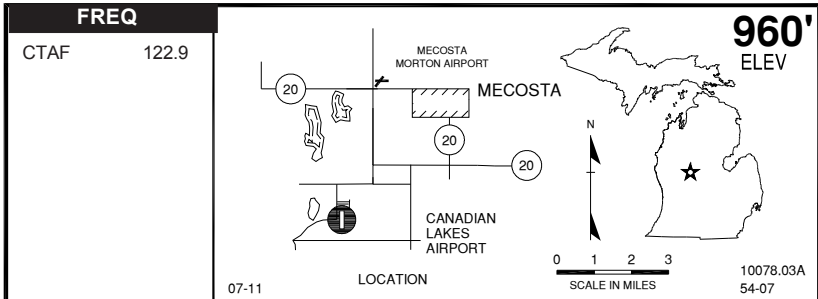 FREQ
CTAF 122.9
960'
ELEV
MECOSTA
MORTON AIRPORT
20
MECOSTA
20
20
N
CANADIAN
LAKES
AIRPORT
0 1 2 3
SCALE IN MILES
LOCATION
07-11
10078.03A
54-07